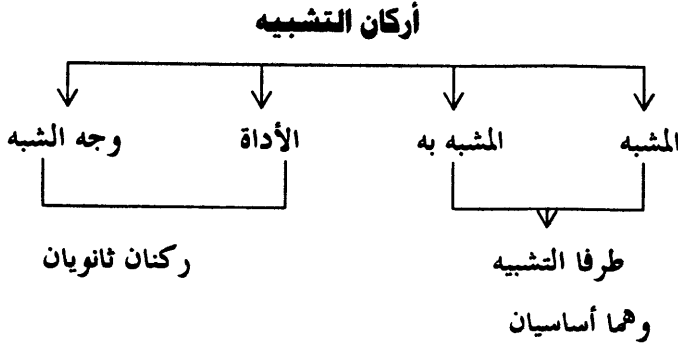 أركان التشبيه
المشبه المشبه به الأداة وجه الشبه
طرفا التشبيه ركنان ثانويان
وهما أساسيان